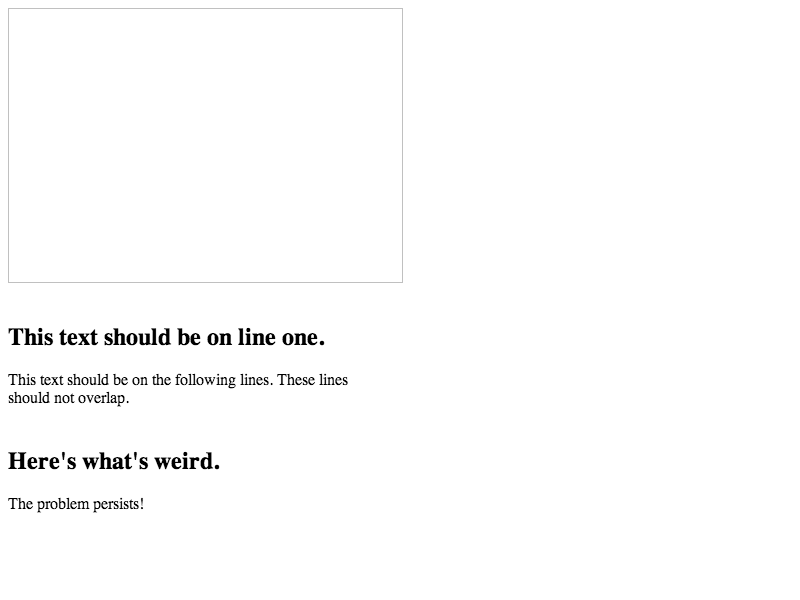 This text should be on line one.
This text should be on the following lines. These lines
should not overlap.
Here's what's weird.
The problem persists!